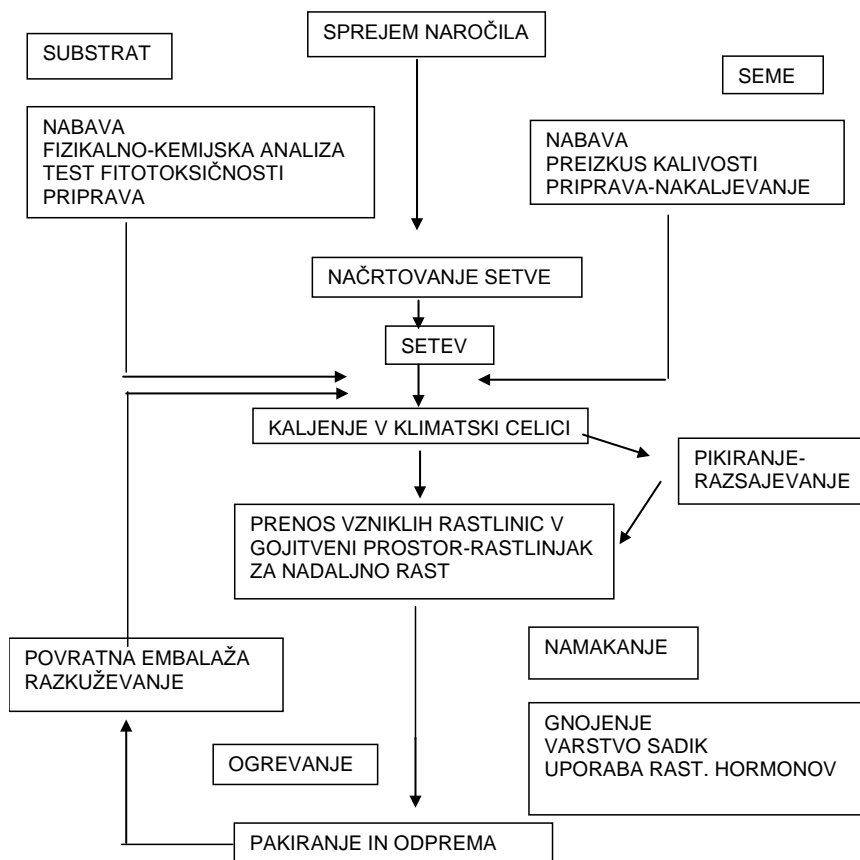 SPREJEM NAROČILA
SUBSTRAT
SEME
NABAVA
FIZIKALNO-KEMIJSKA ANALIZA
TEST FITOTOKSIČNOSTI
PRIPRAVA
NABAVA
PREIZKUS KALIVOSTI
PRIPRAVA-NAKALJEVANJE
NAČRTOVANJE SETVE
SETEV
KALJENJE V KLIMATSKI CELICI
PIKIRANJE-
RAZSAJEVANJE
PRENOS VZNIKLIH RASTLINIC V
GOJITVENI PROSTOR-RASTLINJAK
ZA NADALJNO RAST
NAMAKANJE
POVRATNA EMBALAŽA
RAZKUŽEVANJE
GNOJENJE
VARSTVO SADIK
UPORABA RAST. HORMONOV
OGREVANJE
PAKIRANJE IN ODPREMA